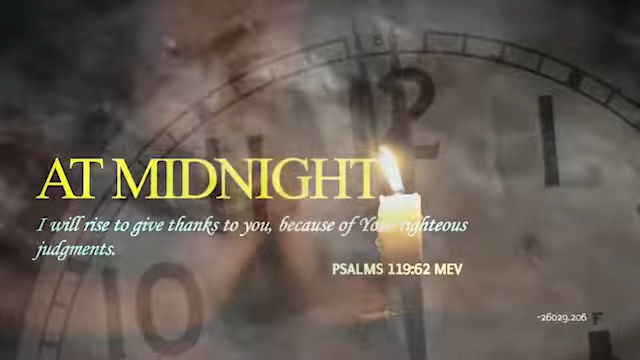 AT MIDNIGHT
I will rise to give thanks to you, because of Your righteous
judgments.
PSALMS 119:62 MEV
10
~26029.206 F